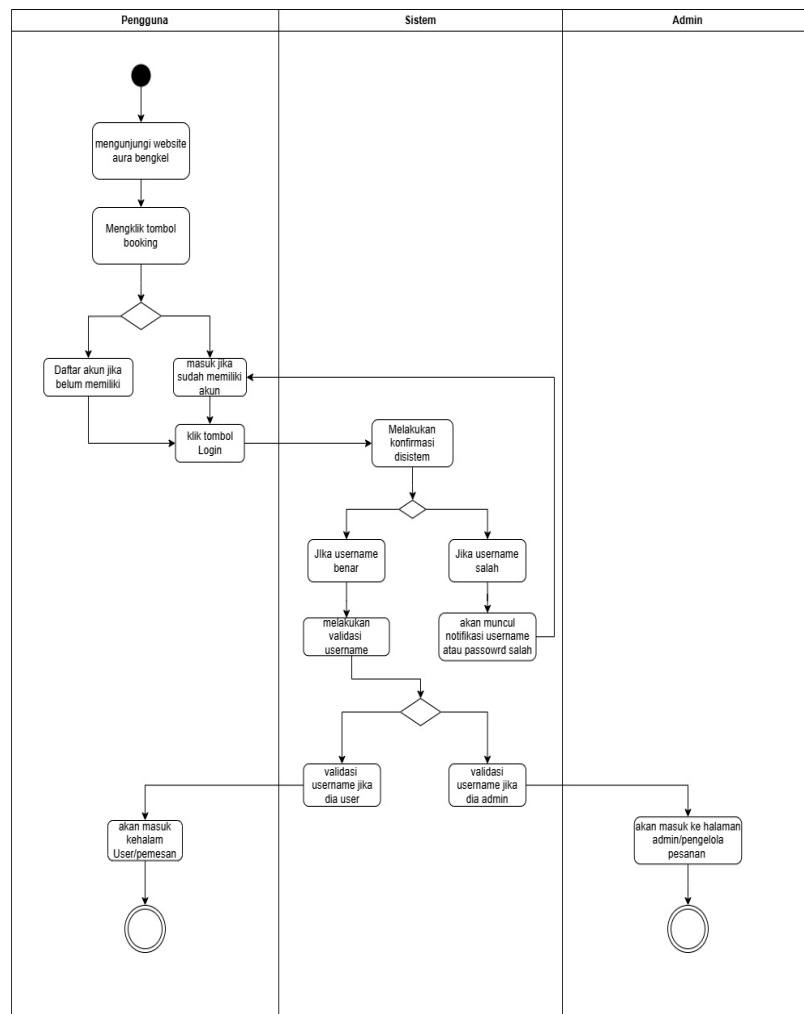 Pengguna
Sistem
Admin
mengunjungi website
aura bengkel
Mengklik tombol
booking
Daftar akun jika
belum memiliki
masuk jika
sudah memiliki
akun
klik tombol
Login
Melakukan
konfirmasi
disistem
JIka username
benar
Jika username
salah
melakukan
validasi
username
akan muncul
notifikasi username
atau passowrd salah
validasi
username jika
dia user
validasi
username jika
dia admin
akan masuk
kehalam
User/pemesan
akan masuk ke halaman
admin/pengelola
pesanan